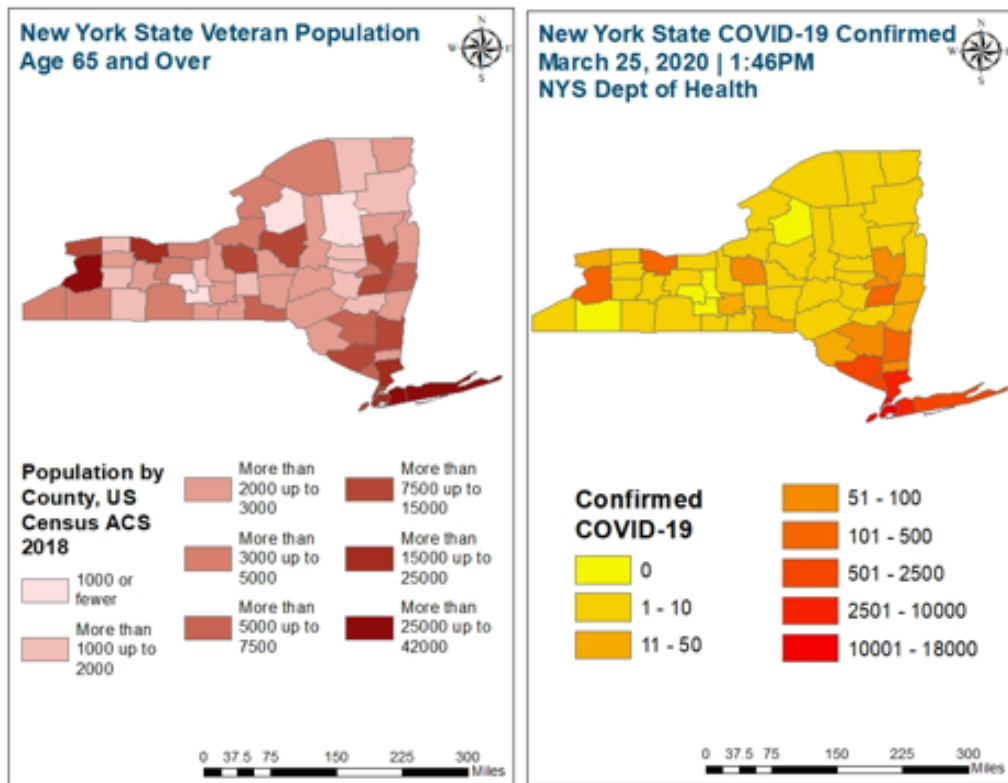 New York State Veteran Population
Age 65 and Over
N
W
E
S
Population by
County, US
Census ACS
2018
1000 or
fewer
More than
1000 up to
2000
More than
2000 up to
3000
More than
3000 up to
5000
More than
5000 up to
7500
More than
7500 up to
15000
More than
15000 up to
25000
More than
25000 up to
42000
0 37.5 75 150 225 300
Miles
New York State COVID-19 Confirmed
March 25, 2020 | 1:46PM
NYS Dept of Health
N
W
E
S
Confirmed
COVID-19
0
1 - 10
11 - 50
51 - 100
101 - 500
501 - 2500
2501 - 10000
10001 - 18000
0 37.5 75 150 225 300
Miles